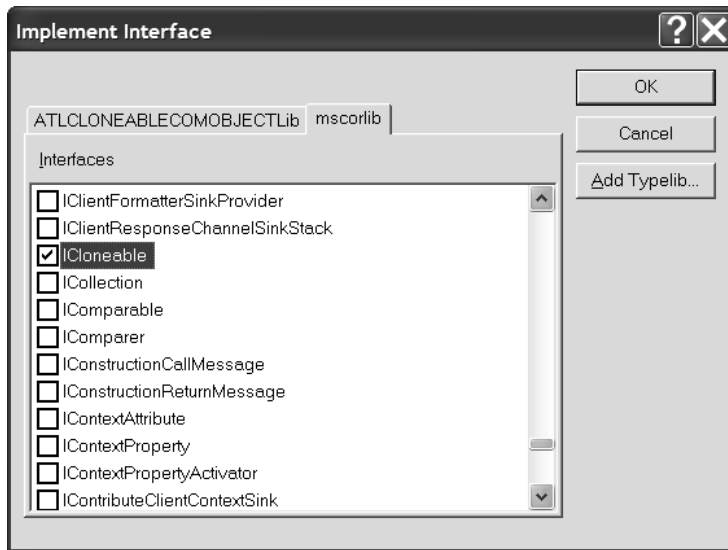 Implement Interface
ATLCLONEABLECOMOBJECTLib
mscorlib
Interfaces
IClientFormatterSinkProvider
IClientResponseChannelSinkStack
ICloneable
ICollection
IComparable
IComparer
IConstructionCallMessage
IConstructionReturnMessage
IContextAttribute
IContextProperty
IContextPropertyActivator
IContributeClientContextSink
OK
Cancel
Add Typelib...